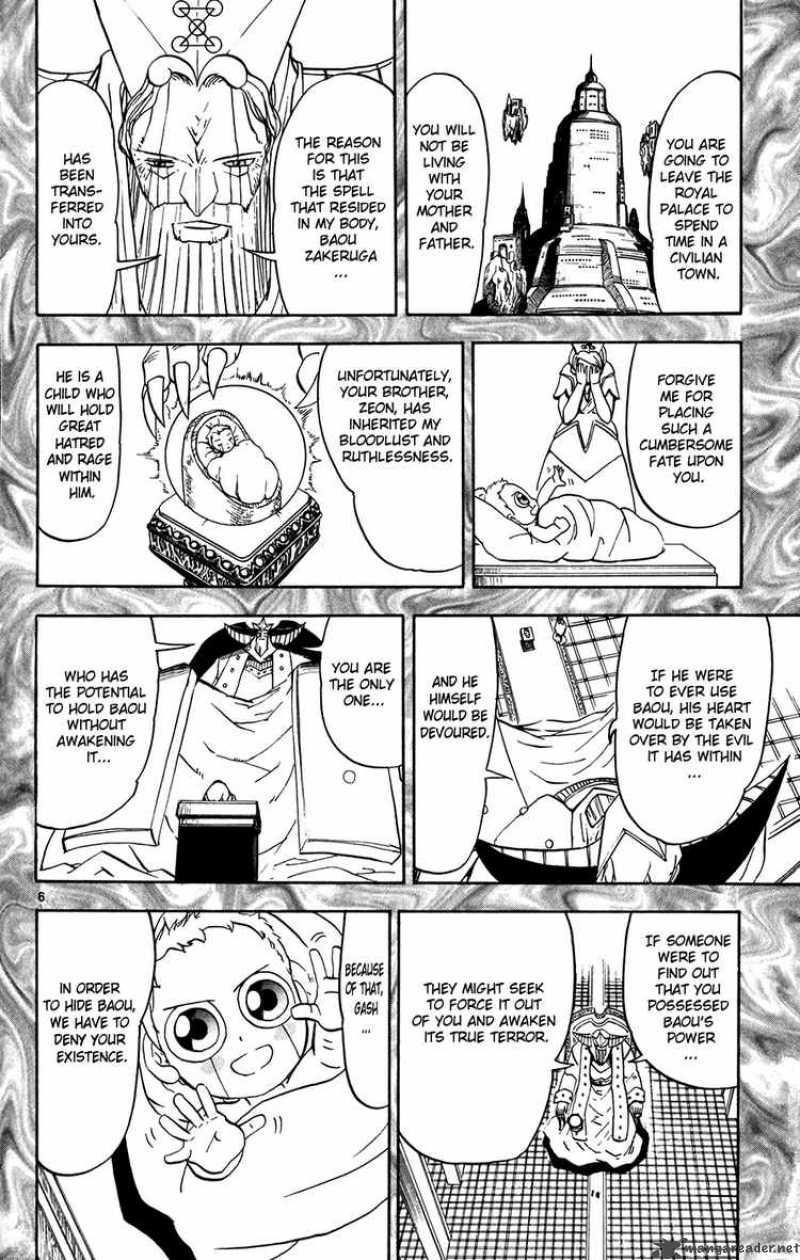 YOU ARE
GOING TO
LEAVE THE
ROYAL
PALACE TO
SPEND
TIME IN A
CIVILIAN
TOWN.
YOU WILL
NOT BE
LIVING
WITH
YOUR
MOTHER
AND
FATHER.
THE REASON
FOR THIS IS
THAT THE
SPELL
THAT RESIDED
IN MY BODY,
BAOU
ZAKERUGA
...
HAS
BEEN
TRANS-
FERRED
INTO
YOURS.
FORGIVE
ME FOR
PLACING
SUCH A
CUMBERSOME
FATE UPON
YOU.
UNFORTUNATELY,
YOUR BROTHER,
ZEON, HAS
INHERITED MY
BLOODLUST AND
RUTHLESSNESS.
HE IS A
CHILD WHO
WILL HOLD
GREAT
HATRED
AND RAGE
WITHIN
HIM.
IF HE WERE
TO EVER USE
BAOU, HIS HEART
WOULD BE TAKEN
OVER BY THE EVIL
IT HAS WITHIN
...
AND HE
HIMSELF
WOULD BE
DEVOURED.
YOU ARE
THE ONLY
ONE...
WHO HAS
THE POTENTIAL
TO HOLD BAOU
WITHOUT
AWAKENING
IT...
6
IF SOMEONE
WERE TO
FIND OUT
THAT YOU
POSSESSED
BAOU'S
POWER
...
THEY MIGHT SEEK
TO FORCE IT OUT
OF YOU AND AWAKEN
ITS TRUE TERROR.
BECAUSE
OF THAT,
GASH
...
IN ORDER
TO HIDE BAOU,
WE HAVE TO
DENY YOUR
EXISTENCE.
mangareader.net